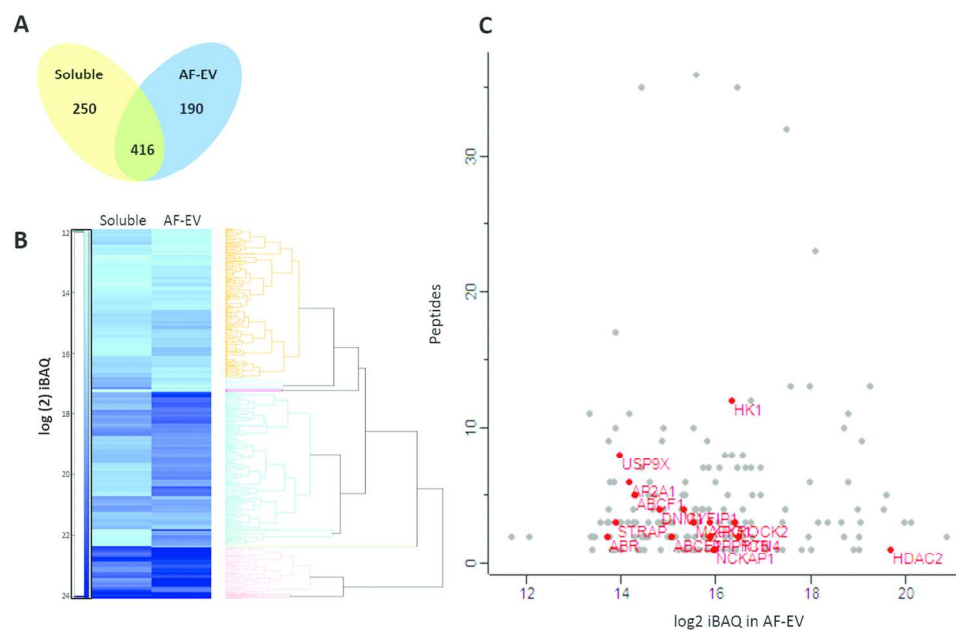 A
Soluble
AF-EV
250
190
416
B
Soluble AF-EV
log (2) iBAQ
12
14
16
18
20
22
24
C
Peptides
30
20
10
0
HK1
USP9X
AP2A1
ABCF1
STRAP
ROCK2
ABR
NCKAP1
HDAC2
12 14 16 18 20
log2 iBAQ in AF-EV